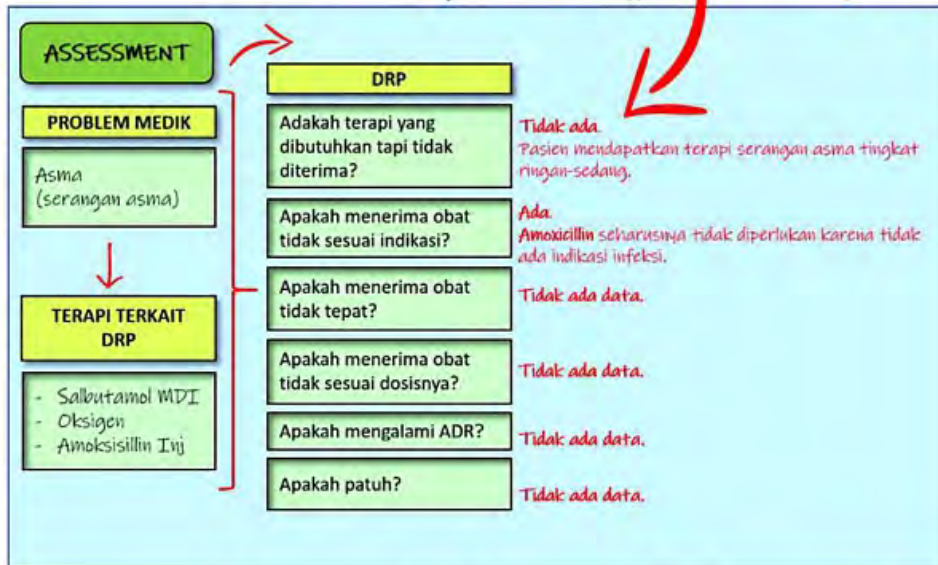 ASSESSMENT
PROBLEM MEDIK
Asma
(serangan asma)
TERAPI TERKAIT
DRP
- Salbutamol MDI
- Oksigen
- Amoksisillin Inj
DRP
Adakah terapi yang
dibutuhkan tapi tidak
diterima?
Tidak ada.
Pasien mendapatkan terapi serangan asma tingkat
ringan-sedang.
Apakah menerima obat
tidak sesuai indikasi?
Ada.
Amoxicillin seharusnya tidak diperlukan karena tidak
ada indikasi infeksi.
Apakah menerima obat
tidak tepat?
Tidak ada data.
Apakah menerima obat
tidak sesuai dosisnya?
Tidak ada data.
Apakah mengalami ADR?
Tidak ada data.
Apakah patuh?
Tidak ada data.